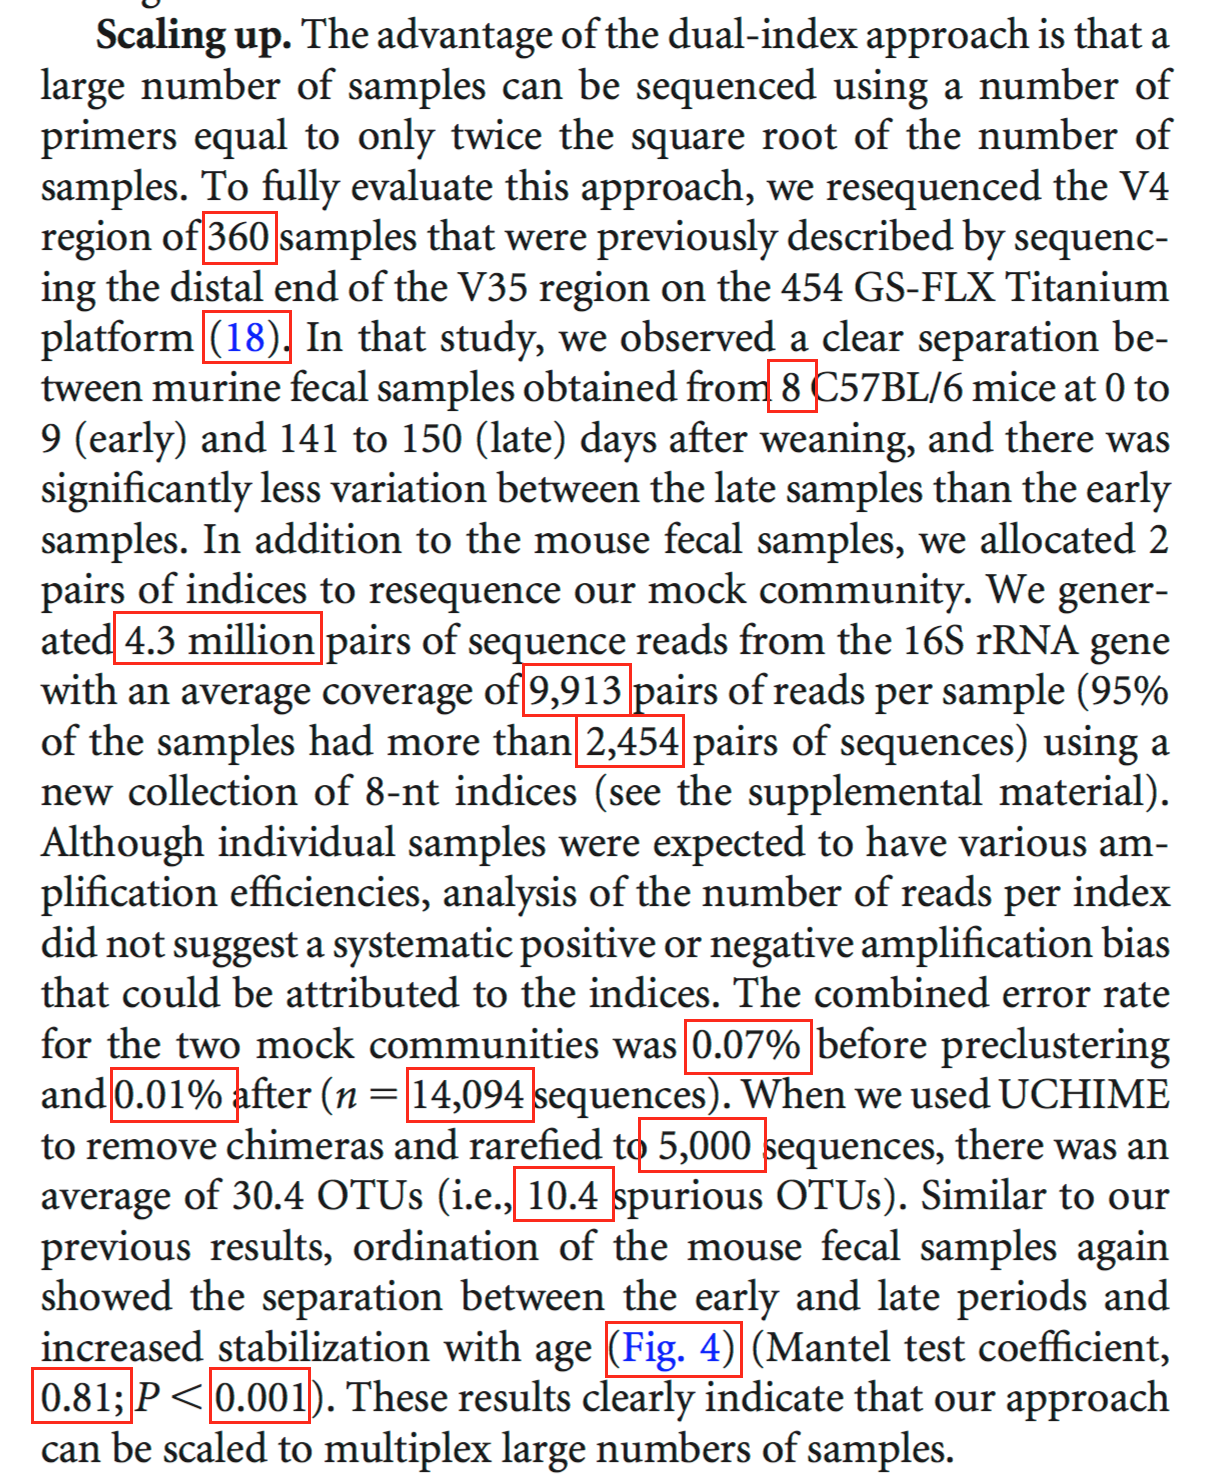 Scaling up. The advantage of the dual-index approach is that a
large number of samples can be sequenced using a number of
primers equal to only twice the square root of the number of
samples. To fully evaluate this approach, we resequenced the V4
region of 360 samples that were previously described by sequenc-
ing the distal end of the V35 region on the 454 GS-FLX Titanium
platform (18). In that study, we observed a clear separation be-
tween murine fecal samples obtained from 8 C57BL/6 mice at 0 to
9 (early) and 141 to 150 (late) days after weaning, and there was
significantly less variation between the late samples than the early
samples. In addition to the mouse fecal samples, we allocated 2
pairs of indices to resequence our mock community. We gener-
ated 4.3 million pairs of sequence reads from the 16S rRNA gene
with an average coverage of 9,913 pairs of reads per sample (95%
of the samples had more than 2,454 pairs of sequences) using a
new collection of 8-nt indices (see the supplemental material).
Although individual samples were expected to have various am-
plification efficiencies, analysis of the number of reads per index
did not suggest a systematic positive or negative amplification bias
that could be attributed to the indices. The combined error rate
for the two mock communities was 0.07% before preclustering
and 0.01% after (n = 14,094 sequences). When we used UCHIME
to remove chimeras and rarefied to 5,000 sequences, there was an
average of 30.4 OTUs (i.e., 10.4 spurious OTUs). Similar to our
previous results, ordination of the mouse fecal samples again
showed the separation between the early and late periods and
increased stabilization with age (Fig. 4) (Mantel test coefficient,
0.81; P < 0.001). These results clearly indicate that our approach
can be scaled to multiplex large numbers of samples.